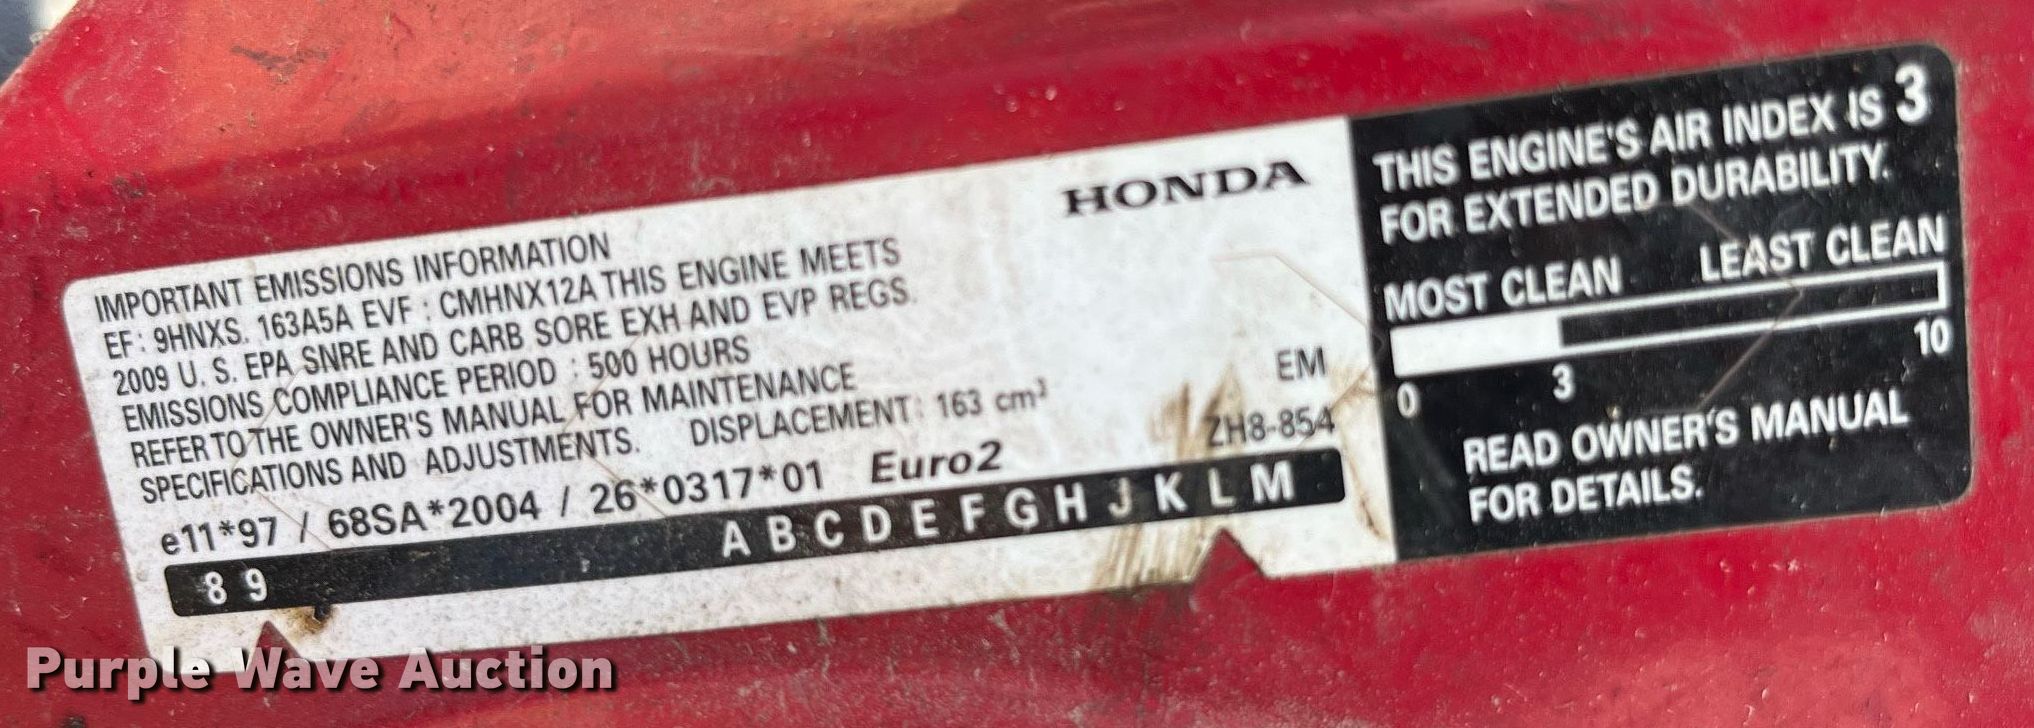 HONDA
IMPORTANT EMISSIONS INFORMATION
EF: 9HNXS. 163A5A EVF : CMHNX12A THIS ENGINE MEETS
2009 U. S. EPA SNRE AND CARB SORE EXH AND EVP REGS.
EMISSIONS COMPLIANCE PERIOD : 500 HOURS
REFER TO THE OWNER'S MANUAL FOR MAINTENANCE
SPECIFICATIONS AND ADJUSTMENTS. DISPLACEMENT: 163 cm³
EM
ZH8-854
e11*97 / 68SA*2004 / 26*0317*01 Euro2
8 9 A B C D E F G H J K L M
THIS ENGINE'S AIR INDEX IS 3
FOR EXTENDED DURABILITY.
MOST CLEAN LEAST CLEAN
0 3 10
READ OWNER'S MANUAL
FOR DETAILS.
Purple Wave Auction